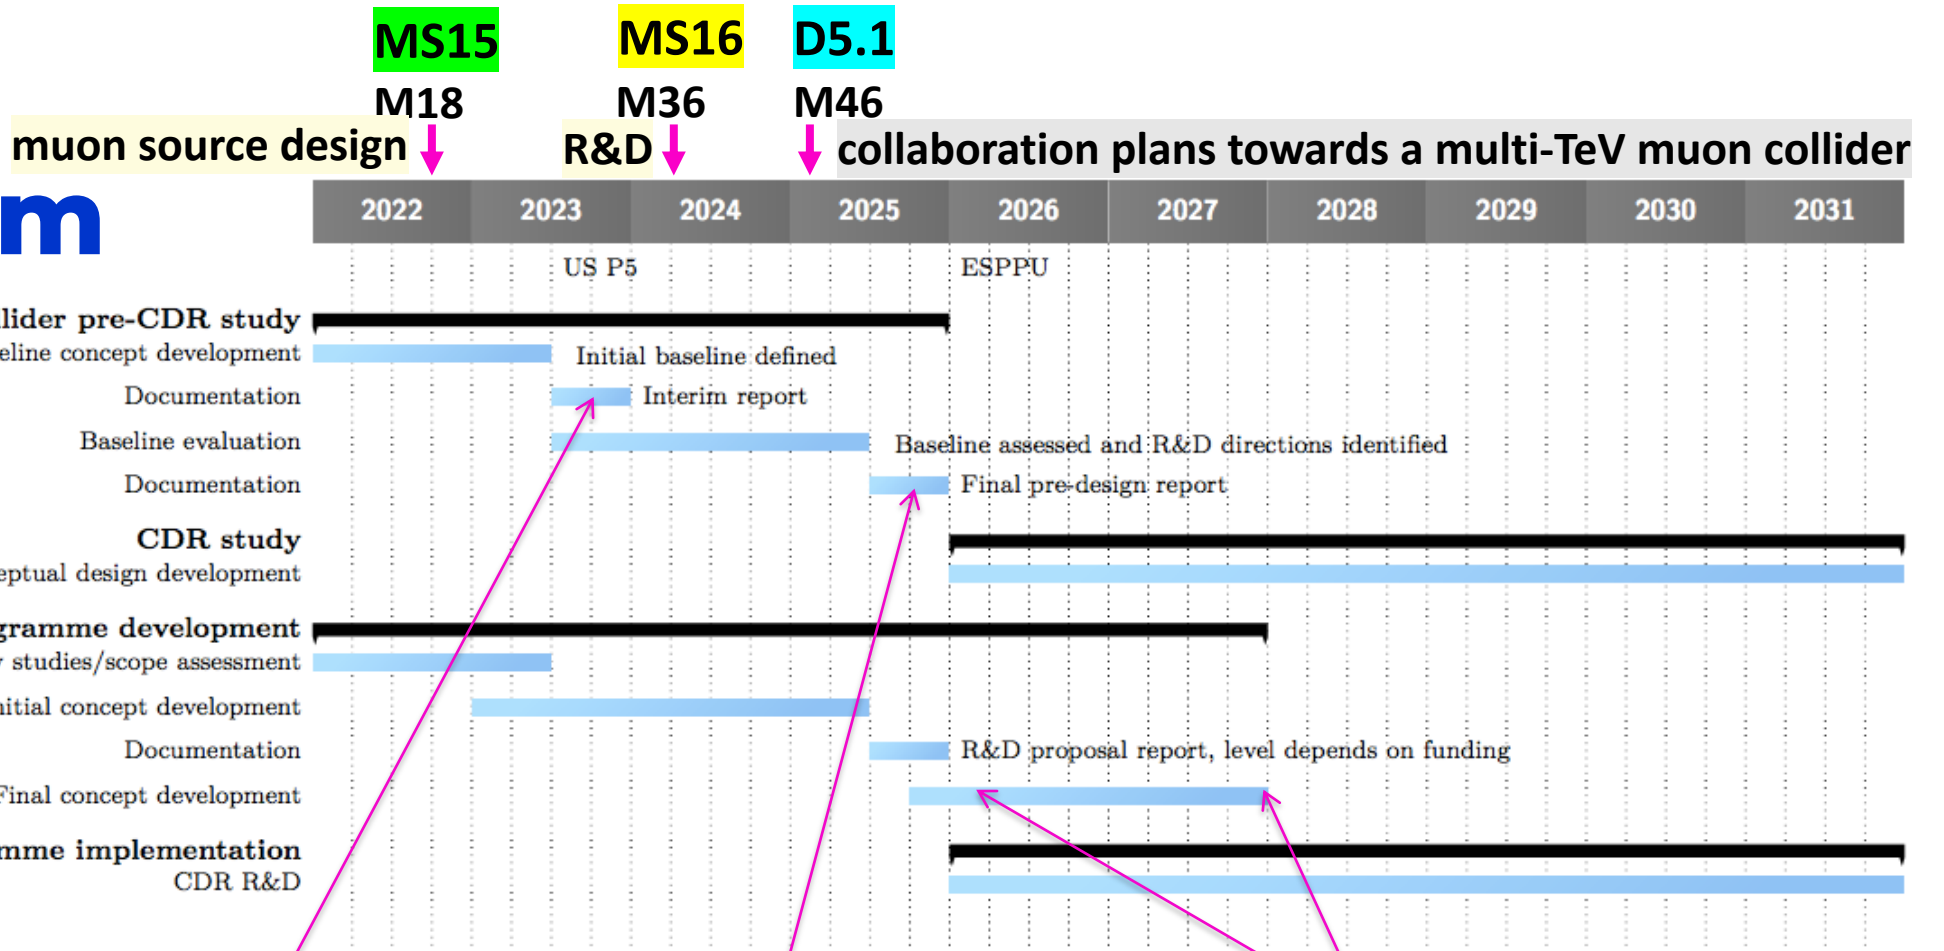 MS15 MS16 D5.1
M18 M36 M46
muon source design R&D collaboration plans towards a multi-TeV muon collider
m
2022 2023 2024 2025 2026 2027 2028 2029 2030 2031
US P5 ESPPU
llider pre-CDR study
eline concept development Initial baseline defined
Documentation Interim report
Baseline evaluation Baseline assessed and R&D directions identified
Documentation Final pre-design report
CDR study
eptual design development
gramme development
studies/scope assessment
nitial concept development
Documentation R&D proposal report, level depends on funding
Final concept development
mme implementation
CDR R&D